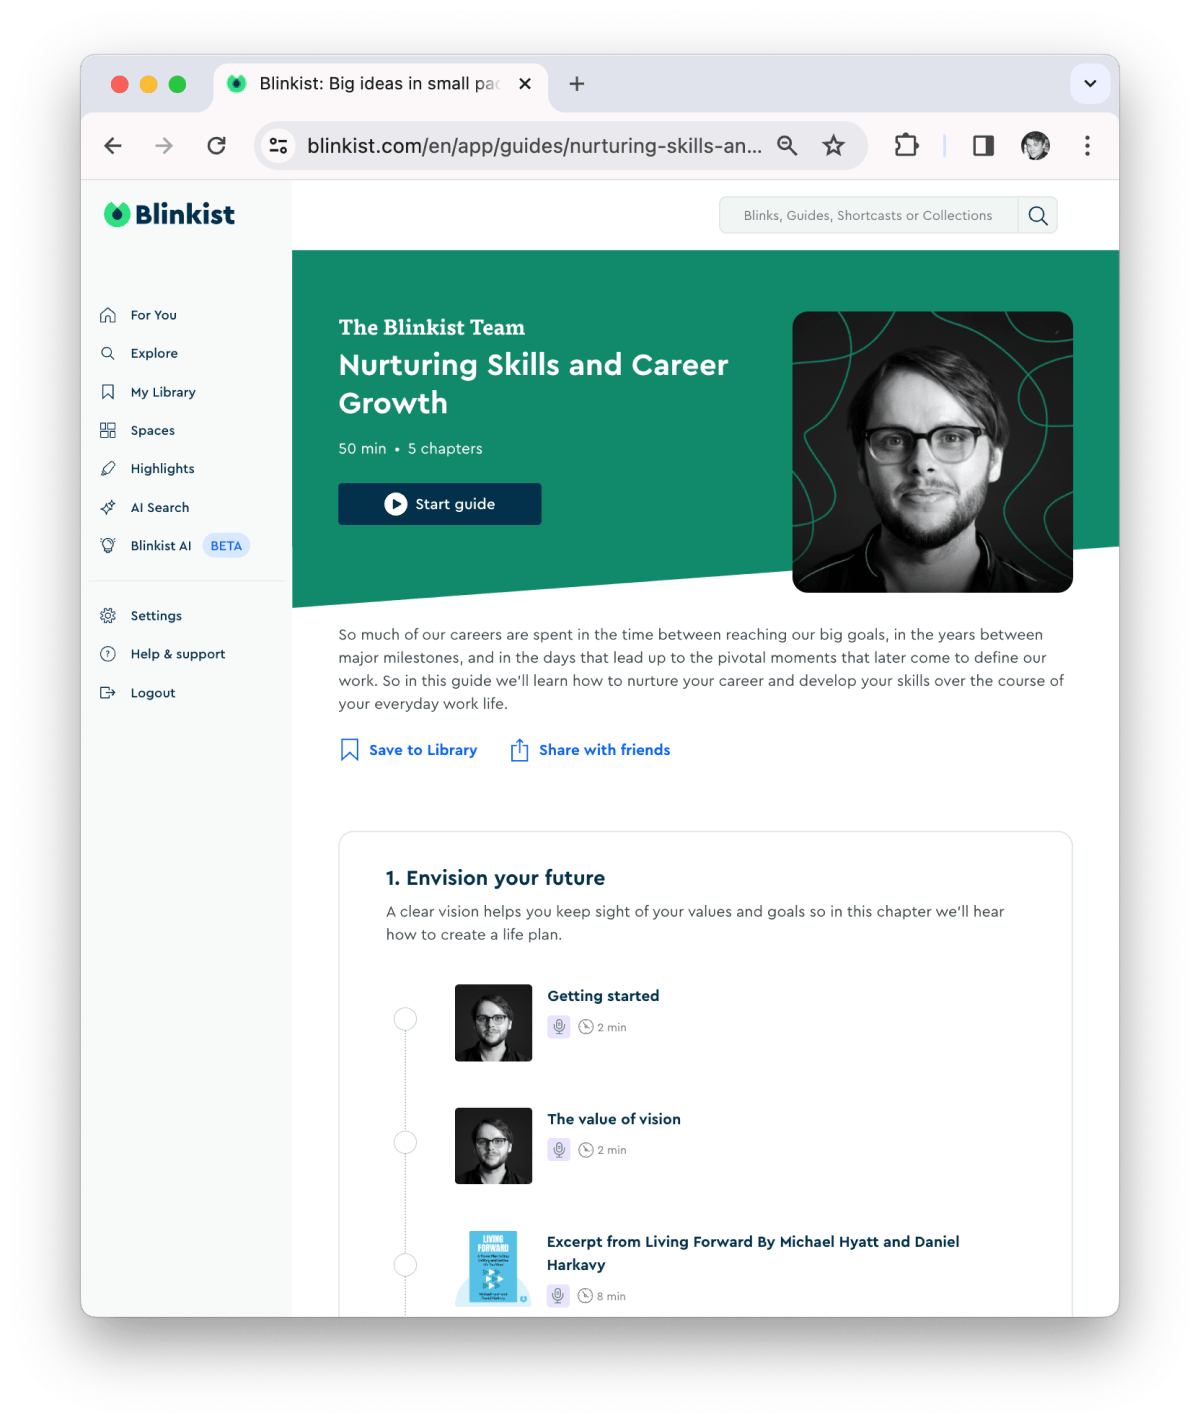 Blinkist: Big ideas in small pac
blinkist.com/en/app/guides/nurturing-skills-an...
Blinkist
Blinks, Guides, Shortcasts or Collections
For You
Explore
My Library
Spaces
Highlights
AI Search
Blinkist AI BETA
Settings
Help & support
Logout
The Blinkist Team
Nurturing Skills and Career
Growth
50 min • 5 chapters
Start guide
So much of our careers are spent in the time between reaching our big goals, in the years between
major milestones, and in the days that lead up to the pivotal moments that later come to define our
work. So in this guide we'll learn how to nurture your career and develop your skills over the course of
your everyday work life.
Save to Library
Share with friends
1. Envision your future
A clear vision helps you keep sight of your values and goals so in this chapter we'll hear
how to create a life plan.
Getting started
2 min
The value of vision
2 min
LIVING
FORWARD
Excerpt from Living Forward By Michael Hyatt and Daniel
Harkavy
8 min